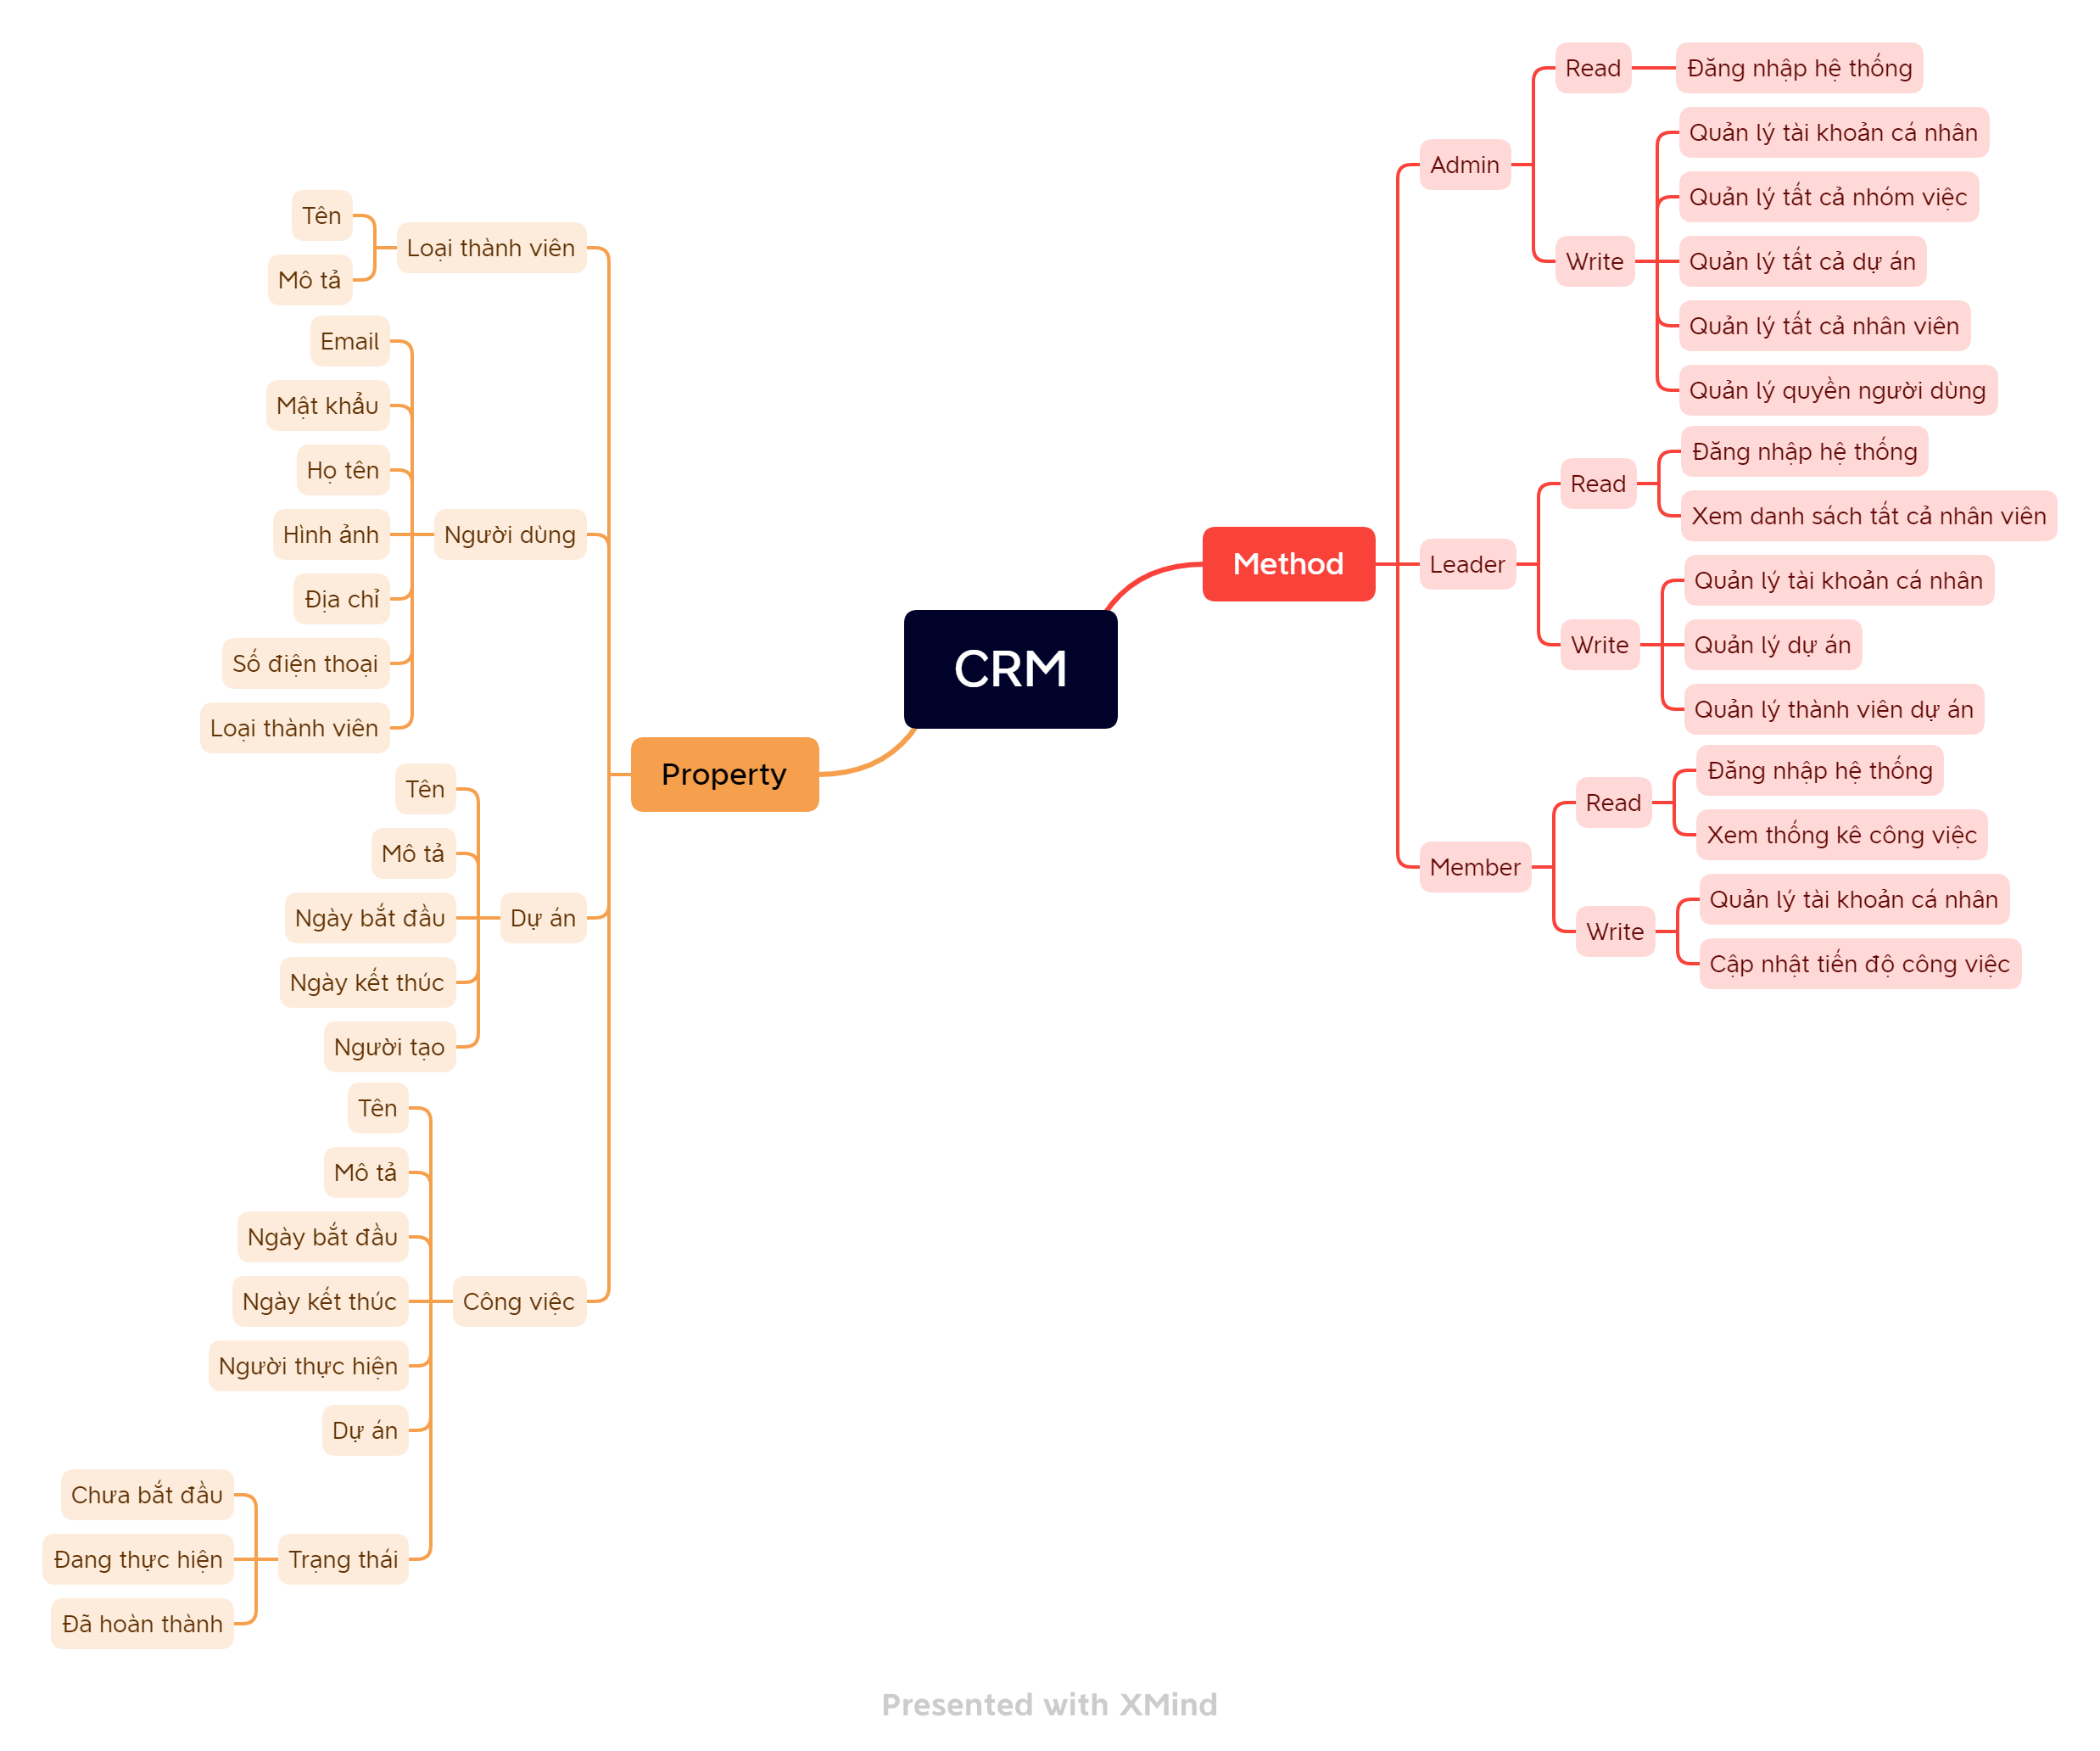 CRM
Method
Admin
Read
Đăng nhập hệ thống
Write
Quản lý tài khoản cá nhân
Quản lý tất cả nhóm việc
Quản lý tất cả dự án
Quản lý tất cả nhân viên
Quản lý quyền người dùng
Leader
Read
Đăng nhập hệ thống
Xem danh sách tất cả nhân viên
Write
Quản lý tài khoản cá nhân
Quản lý dự án
Quản lý thành viên dự án
Member
Read
Đăng nhập hệ thống
Xem thống kê công việc
Write
Quản lý tài khoản cá nhân
Cập nhật tiến độ công việc
Property
Loại thành viên
Tên
Mô tả
Người dùng
Email
Mật khẩu
Họ tên
Hình ảnh
Địa chỉ
Số điện thoại
Loại thành viên
Dự án
Tên
Mô tả
Ngày bắt đầu
Ngày kết thúc
Người tạo
Công việc
Tên
Mô tả
Ngày bắt đầu
Ngày kết thúc
Người thực hiện
Dự án
Trạng thái
Chưa bắt đầu
Đang thực hiện
Đã hoàn thành
Presented with XMind